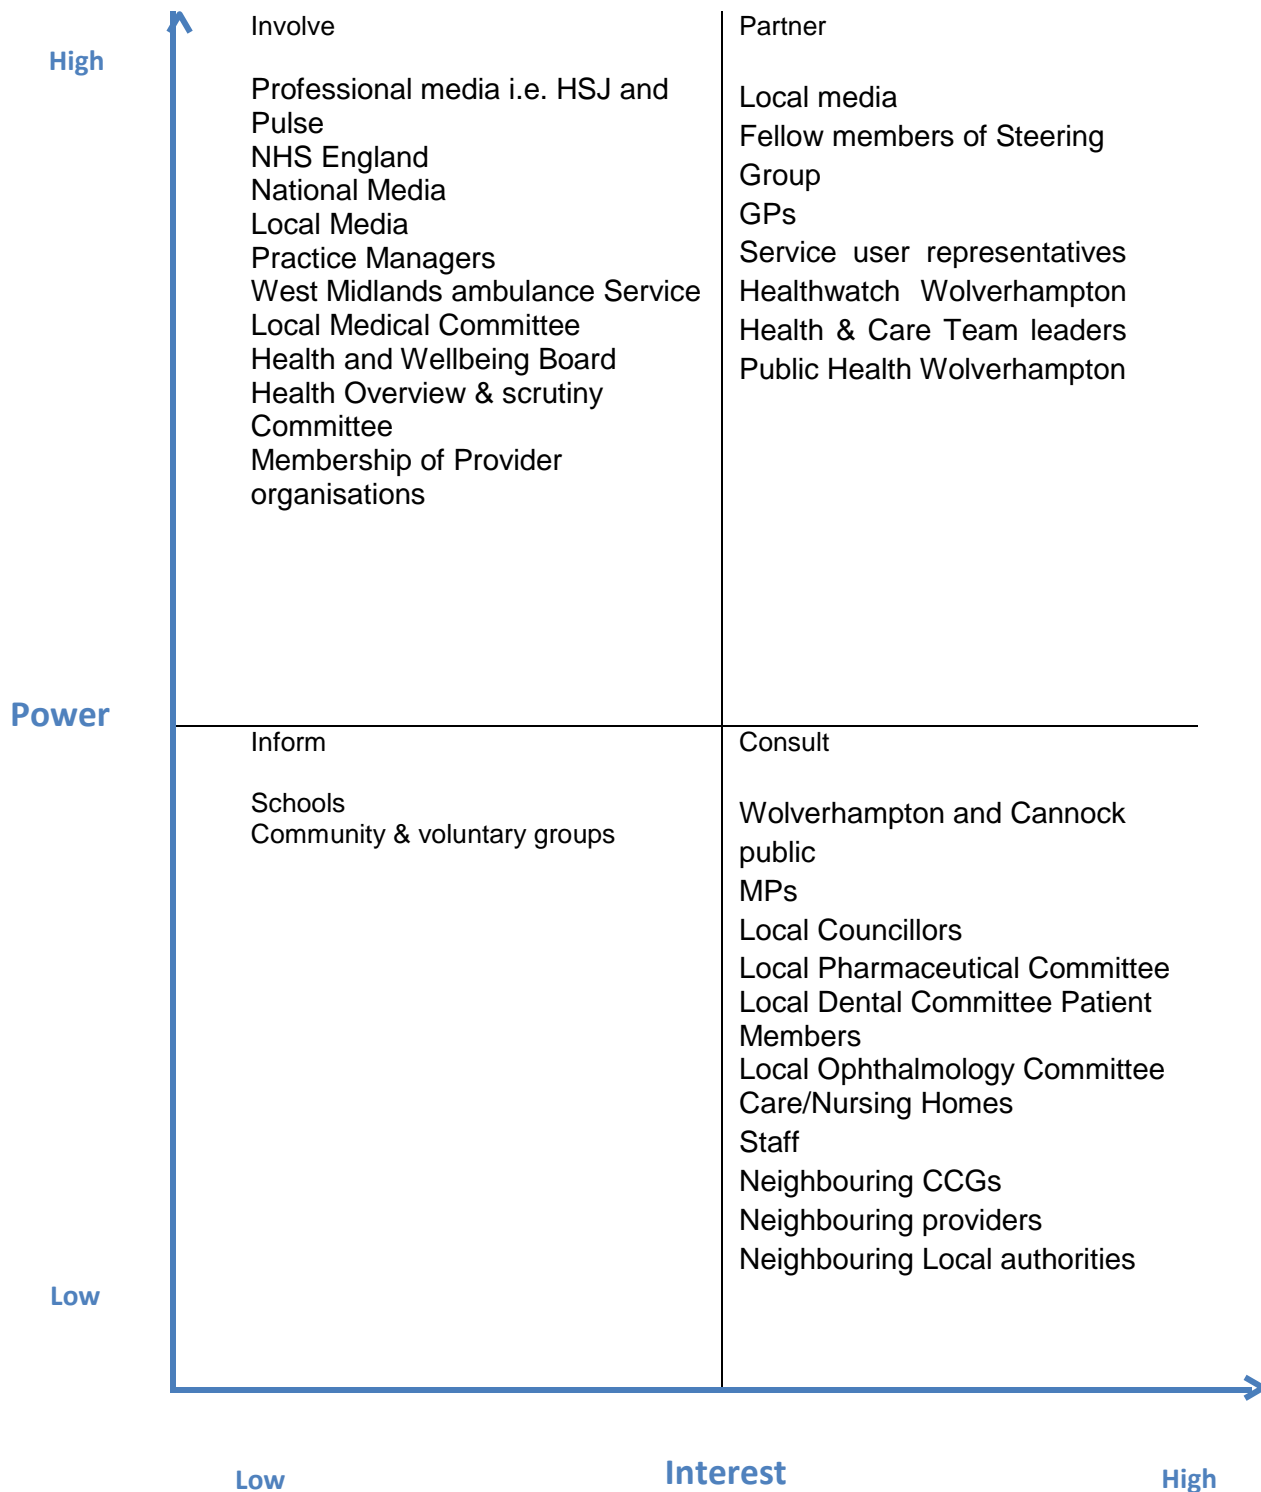 High
Involve
Professional media i.e. HSJ and
Pulse
NHS England
National Media
Local Media
Practice Managers
West Midlands ambulance Service
Local Medical Committee
Health and Wellbeing Board
Health Overview & scrutiny
Committee
Membership of Provider
organisations
Partner
Local media
Fellow members of Steering
Group
GPs
Service user representatives
Healthwatch Wolverhampton
Health & Care Team leaders
Public Health Wolverhampton
Power
Inform
Schools
Community & voluntary groups
Consult
Wolverhampton and Cannock
public
MPs
Local Councillors
Local Pharmaceutical Committee
Local Dental Committee Patient
Members
Local Ophthalmology Committee
Care/Nursing Homes
Staff
Neighbouring CCGs
Neighbouring providers
Neighbouring Local authorities
Low
Low
Interest
High